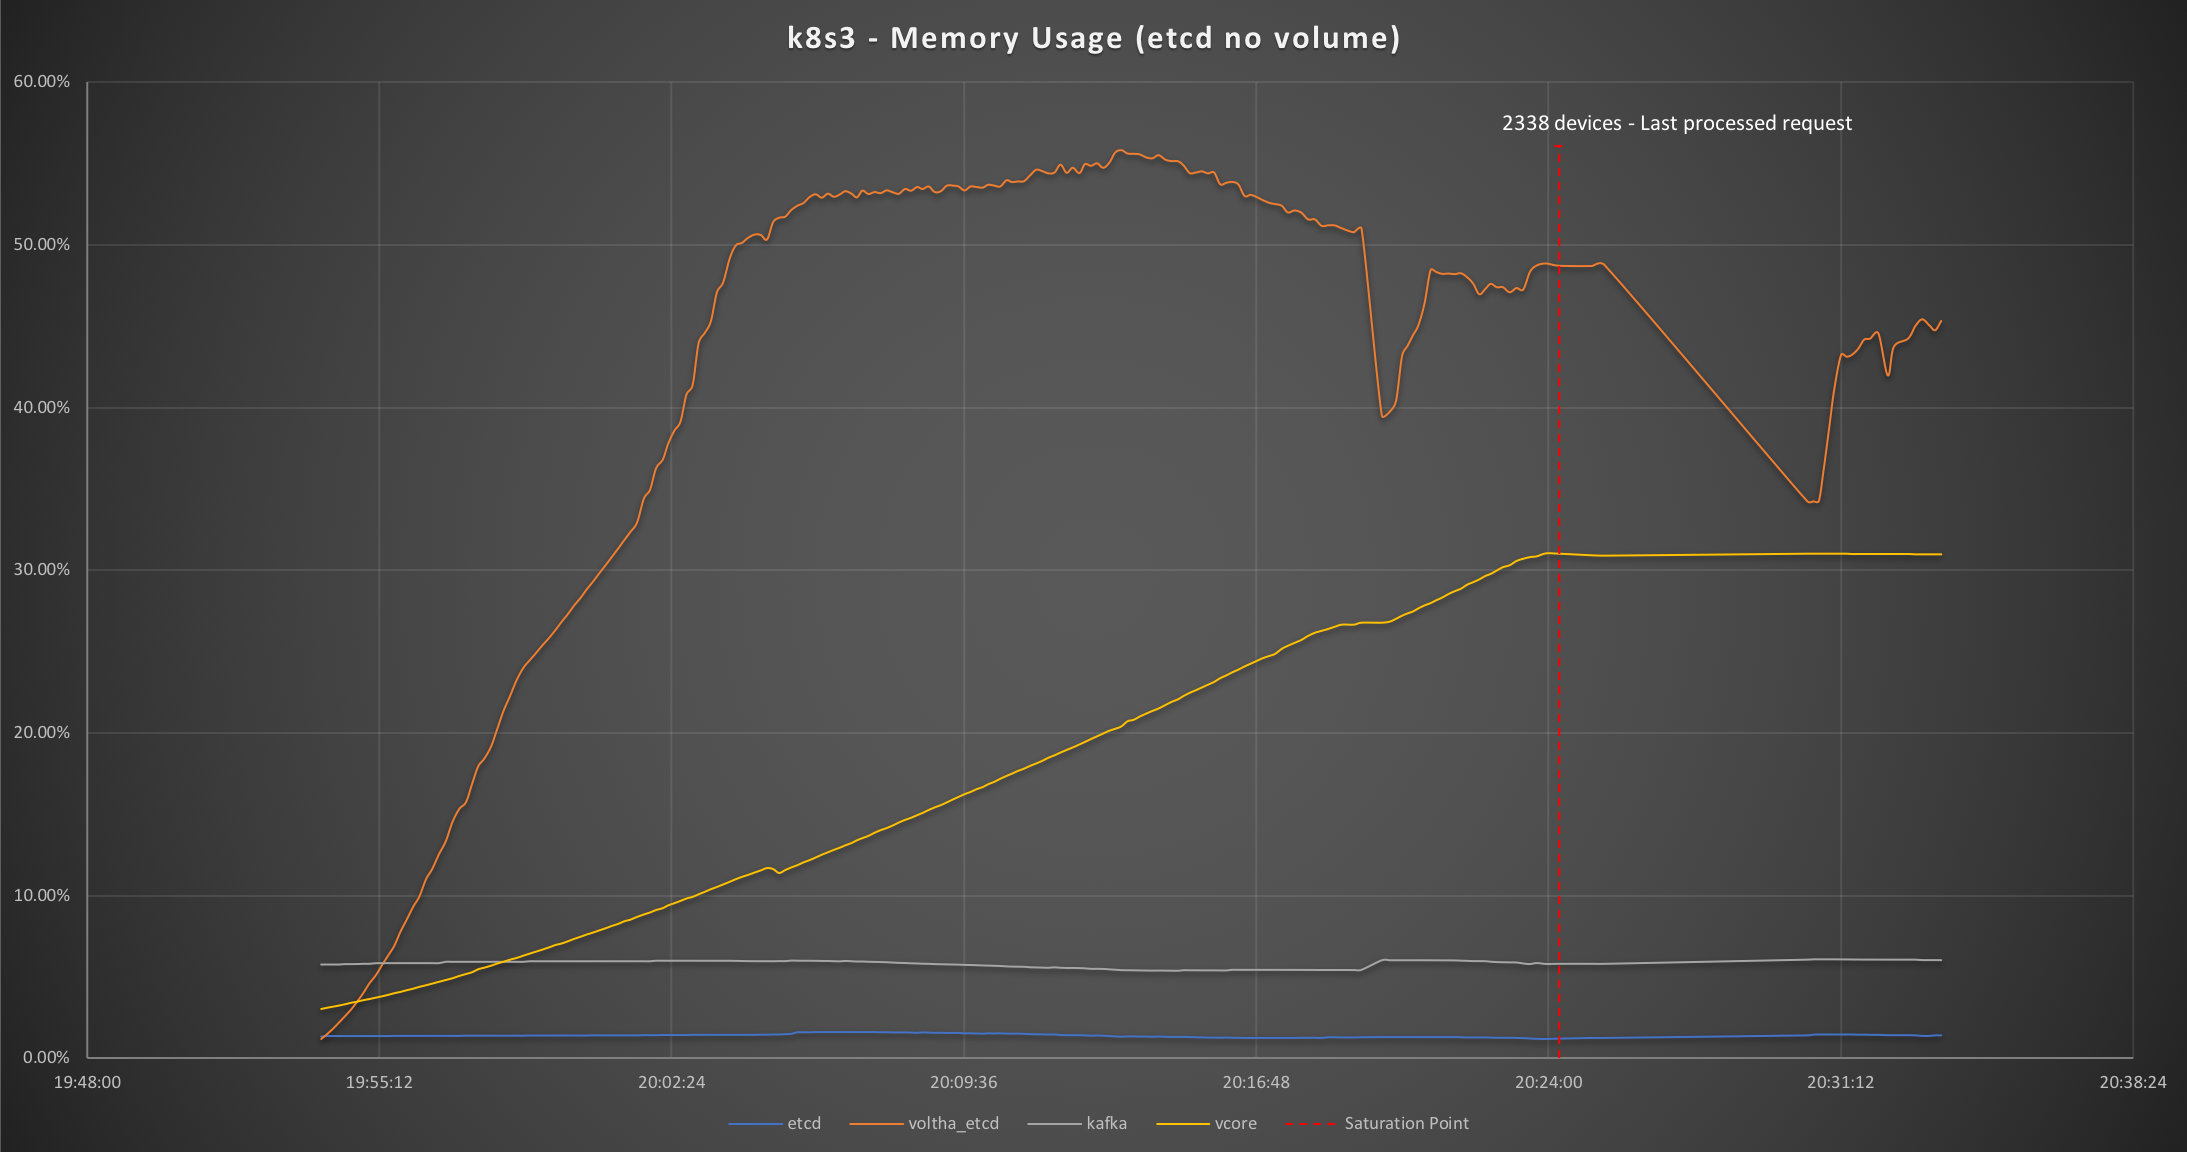 k8s3 - Memory Usage (etcd no volume)
60.00%
2338 devices - Last processed request
50.00%
40.00%
30.00%
20.00%
10.00%
0.00%
19:48:00 19:55:12 20:02:24 20:09:36 20:16:48 20:24:00 20:31:12 20:38:24
etcd voltha_etcd kafka vcore Saturation Point